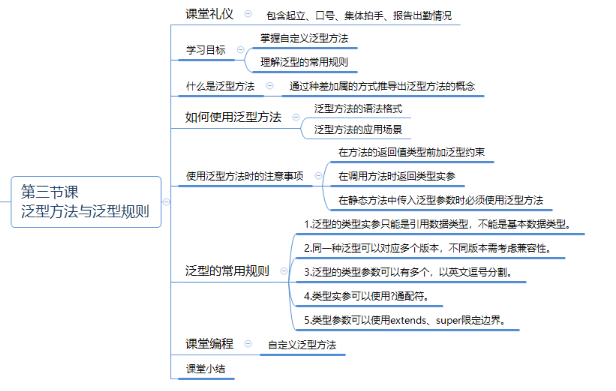 课堂礼仪
包含起立、口号、集体拍手、报告出勤情况
学习目标
掌握自定义泛型方法
理解泛型的常用规则
什么是泛型方法
通过种差加属的方式推导出泛型方法的概念
如何使用泛型方法
泛型方法的语法格式
泛型方法的应用场景
第三节课
泛型方法与泛型规则
使用泛型方法时的注意事项
在方法的返回值类型前加泛型约束
在调用方法时返回类型实参
在静态方法中传入泛型参数时必须使用泛型方法
泛型的常用规则
1.泛型的类型实参只能是引用数据类型，不能是基本数据类型。
2.同一种泛型可以对应多个版本，不同版本需考虑兼容性。
3.泛型的类型参数可以有多个，以英文逗号分割。
4.类型实参可以使用?通配符。
5.类型参数可以使用extends、super限定边界。
课堂编程
自定义泛型方法
课堂小结